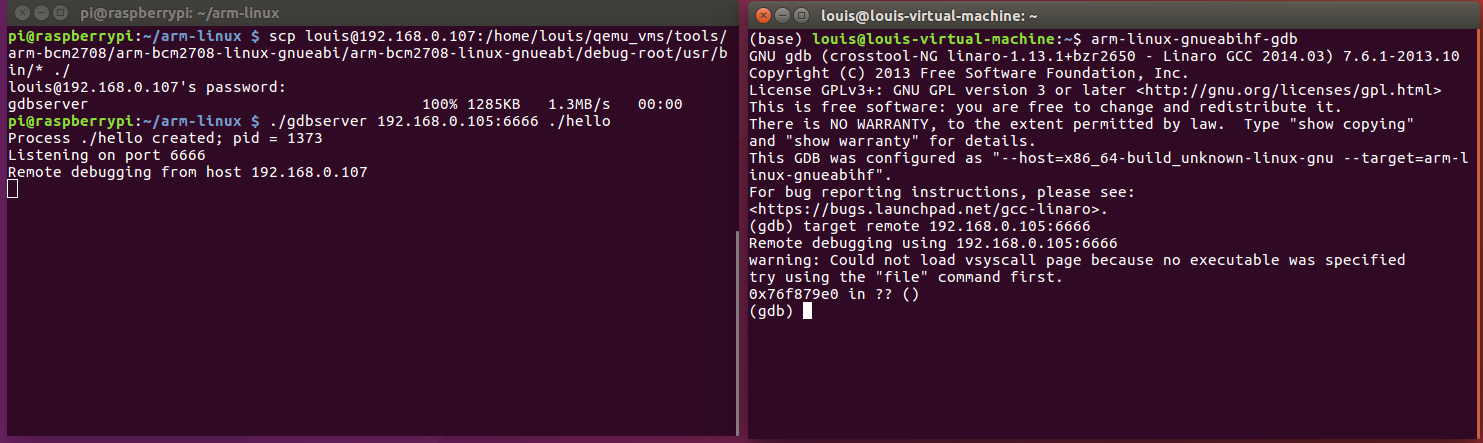 pi@raspberrypi: ~/arm-linux
pi@raspberrypi:~/arm-linux $ scp louis@192.168.0.107:/home/louis/qemu_vms/tools/
arm-bcm2708/arm-bcm2708-linux-gnueabi/arm-bcm2708-linux-gnueabi/debug-root/usr/b
in/* ./
louis@192.168.0.107's password:
gdbserver 100% 1285KB 1.3MB/s 00:00
pi@raspberrypi:~/arm-linux $ ./gdbserver 192.168.0.105:6666 ./hello
Process ./hello created; pid = 1373
Listening on port 6666
Remote debugging from host 192.168.0.107
louis@louis-virtual-machine: ~
(base) louis@louis-virtual-machine:~$ arm-linux-gnueabihf-gdb
GNU gdb (crosstool-NG linaro-1.13.1+bzr2650 - Linaro GCC 2014.03) 7.6.1-2013.10
Copyright (C) 2013 Free Software Foundation, Inc.
License GPLv3+: GNU GPL version 3 or later <http://gnu.org/licenses/gpl.html>
This is free software: you are free to change and redistribute it.
There is NO WARRANTY, to the extent permitted by law.  Type "show copying"
and "show warranty" for details.
This GDB was configured as "--host=x86_64-build_unknown-linux-gnu --target=arm-l
inux-gnueabihf".
For bug reporting instructions, please see:
<https://bugs.launchpad.net/gcc-linaro>.
(gdb) target remote 192.168.0.105:6666
Remote debugging using 192.168.0.105:6666
warning: Could not load vsyscall page because no executable was specified
try using the "file" command first.
0x76f879e0 in ?? ()
(gdb)